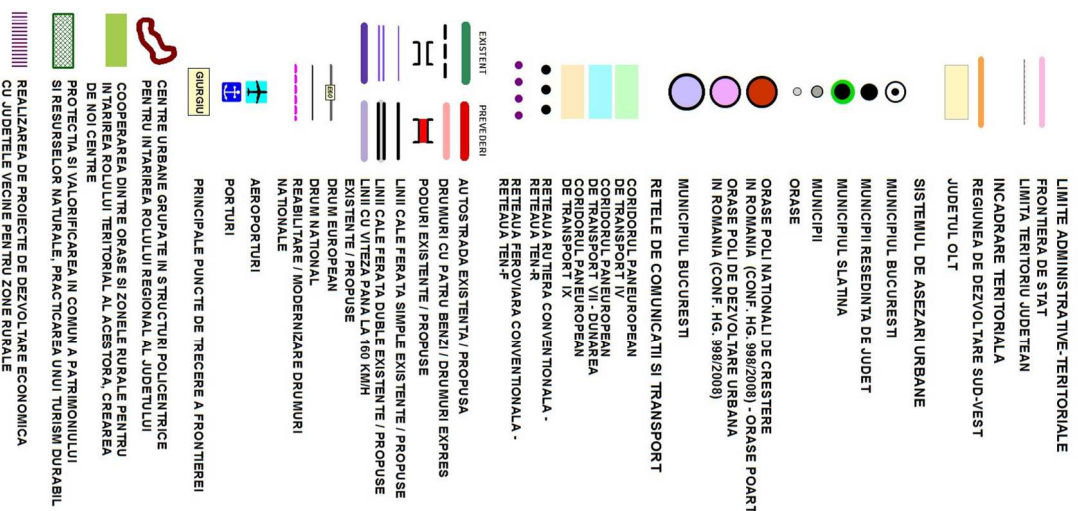 LIMITE ADMINISTRATIVE- TERITORIALE
FRONTIERA DE STAT
LIMITA TERITORIU JUDETEAN
INCADRARE TERITORIALA
REGIUNEA DE DEZVOLTARE SUD-VEST
JUDETUL OLT
SISTEMUL DE ASEZARI URBANE
MUNICIPIUL BUCURESTI
MUNICIPII RESEDINTA DE JUDET
MUNICIPIUL SLATINA
MUNICIPII
ORASE
ORASE POLI NATIONALI DE CRESTERE
IN ROMANIA (CONF. HG. 998/2008) - ORASE POART
ORASE POLI DE DEZVOLTARE URBANA
IN ROMANIA (CONF. HG. 998/2008)
MUNICIPIUL BUCURESTI
RETELE DE COMUNICATII SI TRANSPORT
CORIDORUL PANEUROPEAN
DE TRANSPORT IV
CORIDORUL PANEUROPEAN
DE TRANSPORT VII - DUNAREA
CORIDORUL PANEUROPEAN
DE TRANSPORT IX
RETEAUA RUTIERA CONVENTIONALA -
RETEAUA TEN-R
RETEAUA FEROVIARA CONVENTIONALA -
RETEAUA TEN-F
EXISTENT PREVEDERI
AUTOSTRADA EXISTENTA / PROPUSA
DRUMURI CU PATRU BENZI / DRUMURI EXPRES
PODURI EXISTENTE / PROPUSE
LINII CALE FERATA SIMPLE EXISTENTE / PROPUSE
LINII CALE FERATA DUBLE EXISTENTE / PROPUSE
LINII CU VITEZA PANA LA 160 KM/H
EXISTENTE / PROPUSE
DRUM EUROPEAN
DRUM NATIONAL
REABILITARE / MODERNIZARE DRUMURI
NATIONALE
AEROPORTURI
PORTURI
GIURGIU PRINCIPALE PUNCTE DE TRECERE A FRONTIEREI
CENTRE URBANE GRUPATE IN STRUCTURI POLICENTRICE
PENTRU INTARIREA ROLULUI REGIONAL AL JUDETULUI
COOPERAREA DINTRE ORASE SI ZONELE RURALE PENTRU
INTARIREA ROLULUI TERITORIAL AL ACESTORA, CREAREA
DE NOI CENTRE
PROTECTIA SI VALORIFICAREA IN COMUN A PATRIMONIULUI
SI RESURSELOR NATURALE, PRACTICAREA UNUI TURISM DURABIL
REALIZAREA DE PROIECTE DE DEZVOLTARE ECONOMICA
CU JUDETELE VECINE PENTRU ZONE RURALE